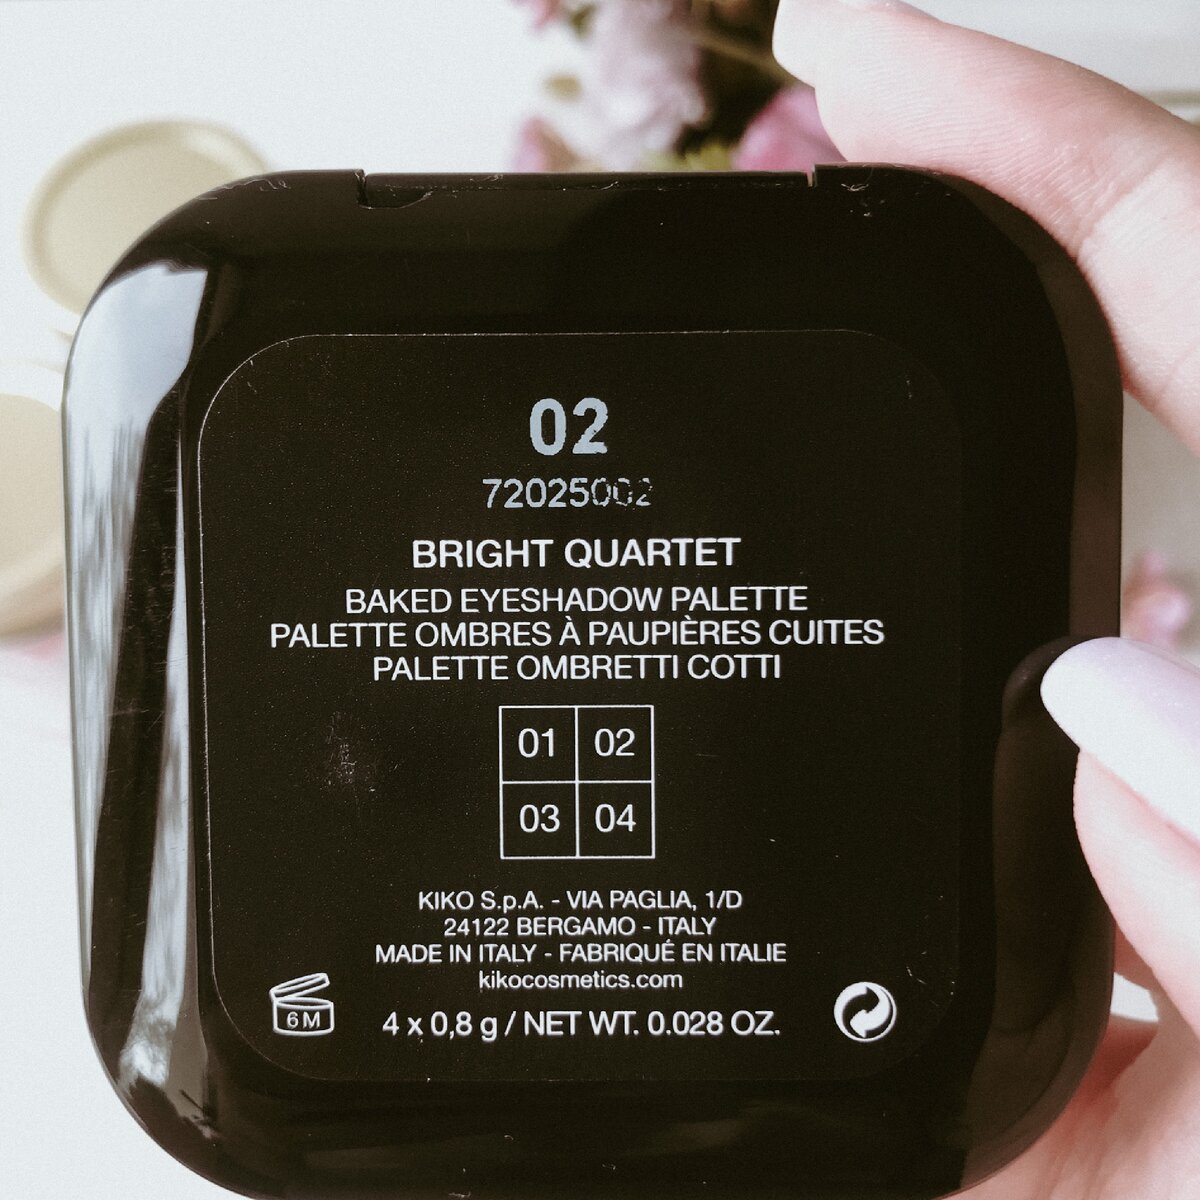 02
72025002
BRIGHT QUARTET
BAKED EYESHADOW PALETTE
PALETTE OMBRES À PAUPIÈRES CUITES
PALETTE OMBRETTI COTTI
01 02
03 04
KIKO S.p.A. - VIA PAGLIA, 1/D
24122 BERGAMO - ITALY
MADE IN ITALY - FABRIQUÉ EN ITALIE
kikocosmetics.com
6M 4 x 0,8 g / NET WT. 0.028 OZ.